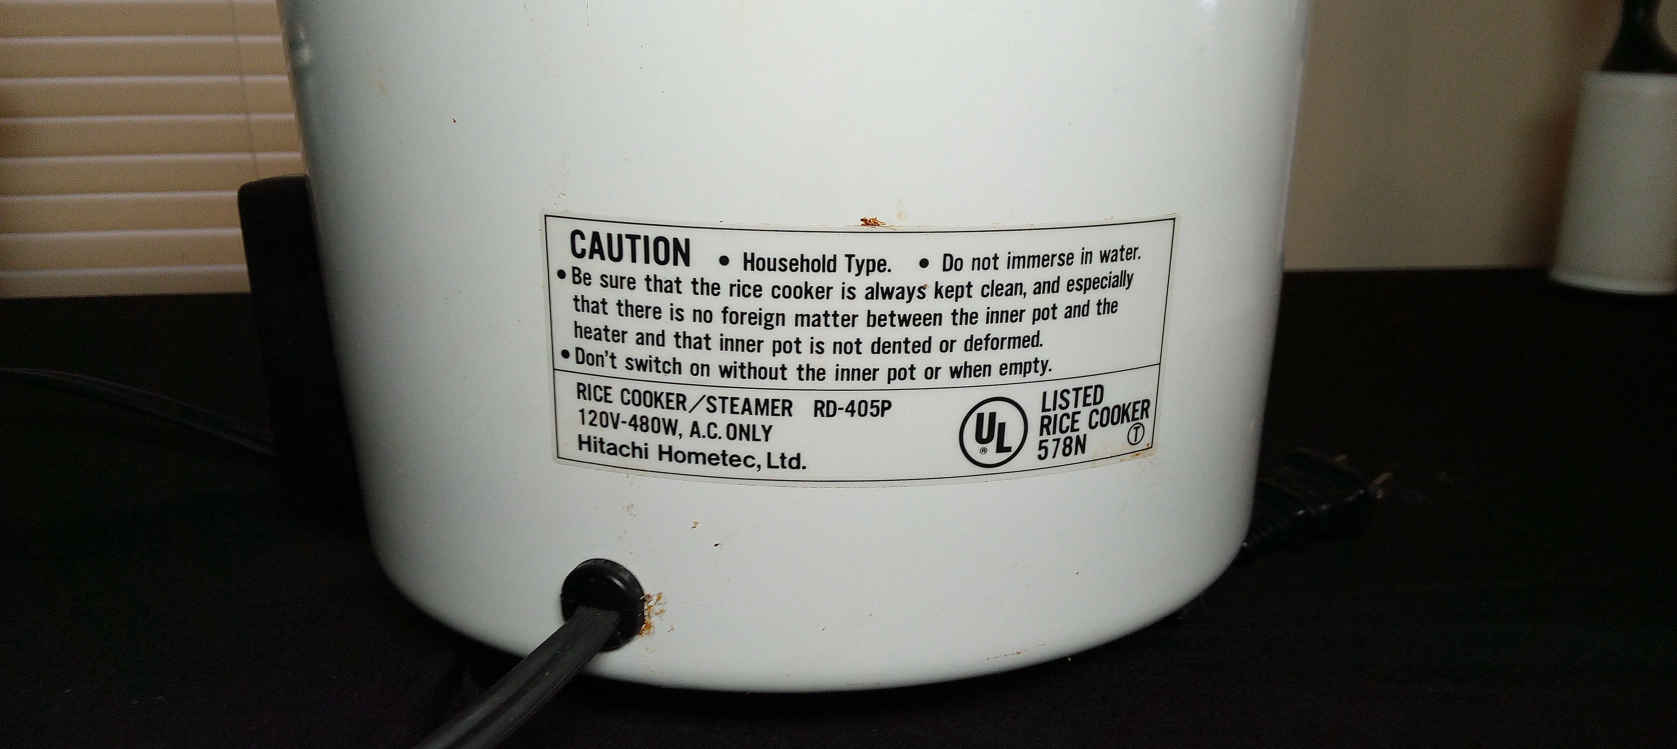 CAUTION • Household Type. • Do not immerse in water.
• Be sure that the rice cooker is always kept clean, and especially
that there is no foreign matter between the inner pot and the
heater and that inner pot is not dented or deformed.
• Don't switch on without the inner pot or when empty.
RICE COOKER/STEAMER RD-405P
120V-480W, A.C. ONLY
Hitachi Hometec, Ltd.
UL ®
LISTED
RICE COOKER
578N T